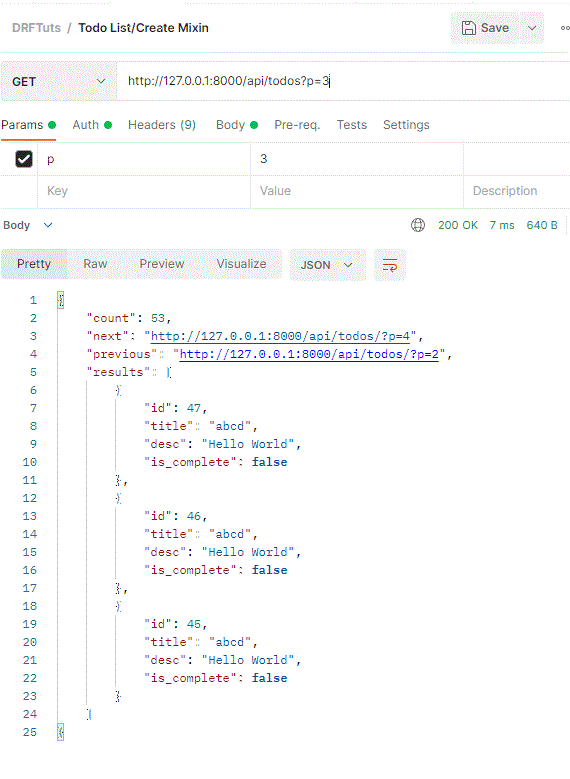 DRFTuts / Todo List/Create Mixin Save
GET http://127.0.0.1:8000/api/todos?p=3
Params Auth Headers (9) Body Pre-req. Tests Settings
p 3
Key Value Description
Body 200 OK 7 ms 640 B
Pretty Raw Preview Visualize JSON
1 {
2 "count": 53,
3 "next": "http://127.0.0.1:8000/api/todos/?p=4",
4 "previous": "http://127.0.0.1:8000/api/todos/?p=2",
5 "results": [
6 {
7 "id": 47,
8 "title": "abcd",
9 "desc": "Hello World",
10 "is_complete": false
11 },
12 {
13 "id": 46,
14 "title": "abcd",
15 "desc": "Hello World",
16 "is_complete": false
17 },
18 {
19 "id": 45,
20 "title": "abcd",
21 "desc": "Hello World",
22 "is_complete": false
23 }
24 ]
25 }